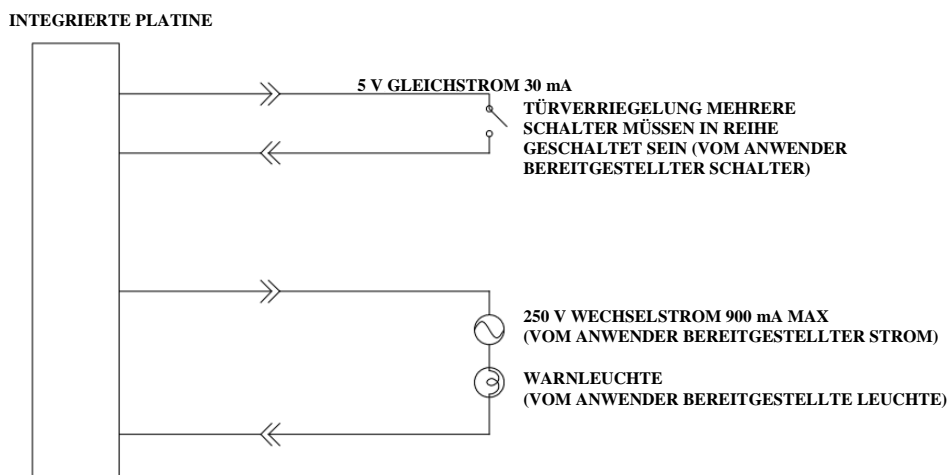 INTEGRIERTE PLATINE
5 V GLEICHSTROM 30 mA
TÜRVERRIEGELUNG MEHRERE
SCHALTER MÜSSEN IN REIHE
GESCHALTET SEIN (VOM ANWENDER
BEREITGESTELLTER SCHALTER)
250 V WECHSELSTROM 900 mA MAX
(VOM ANWENDER BEREITGESTELLTER STROM)
WARNLEUCHTE
(VOM ANWENDER BEREITGESTELLTE LEUCHTE)